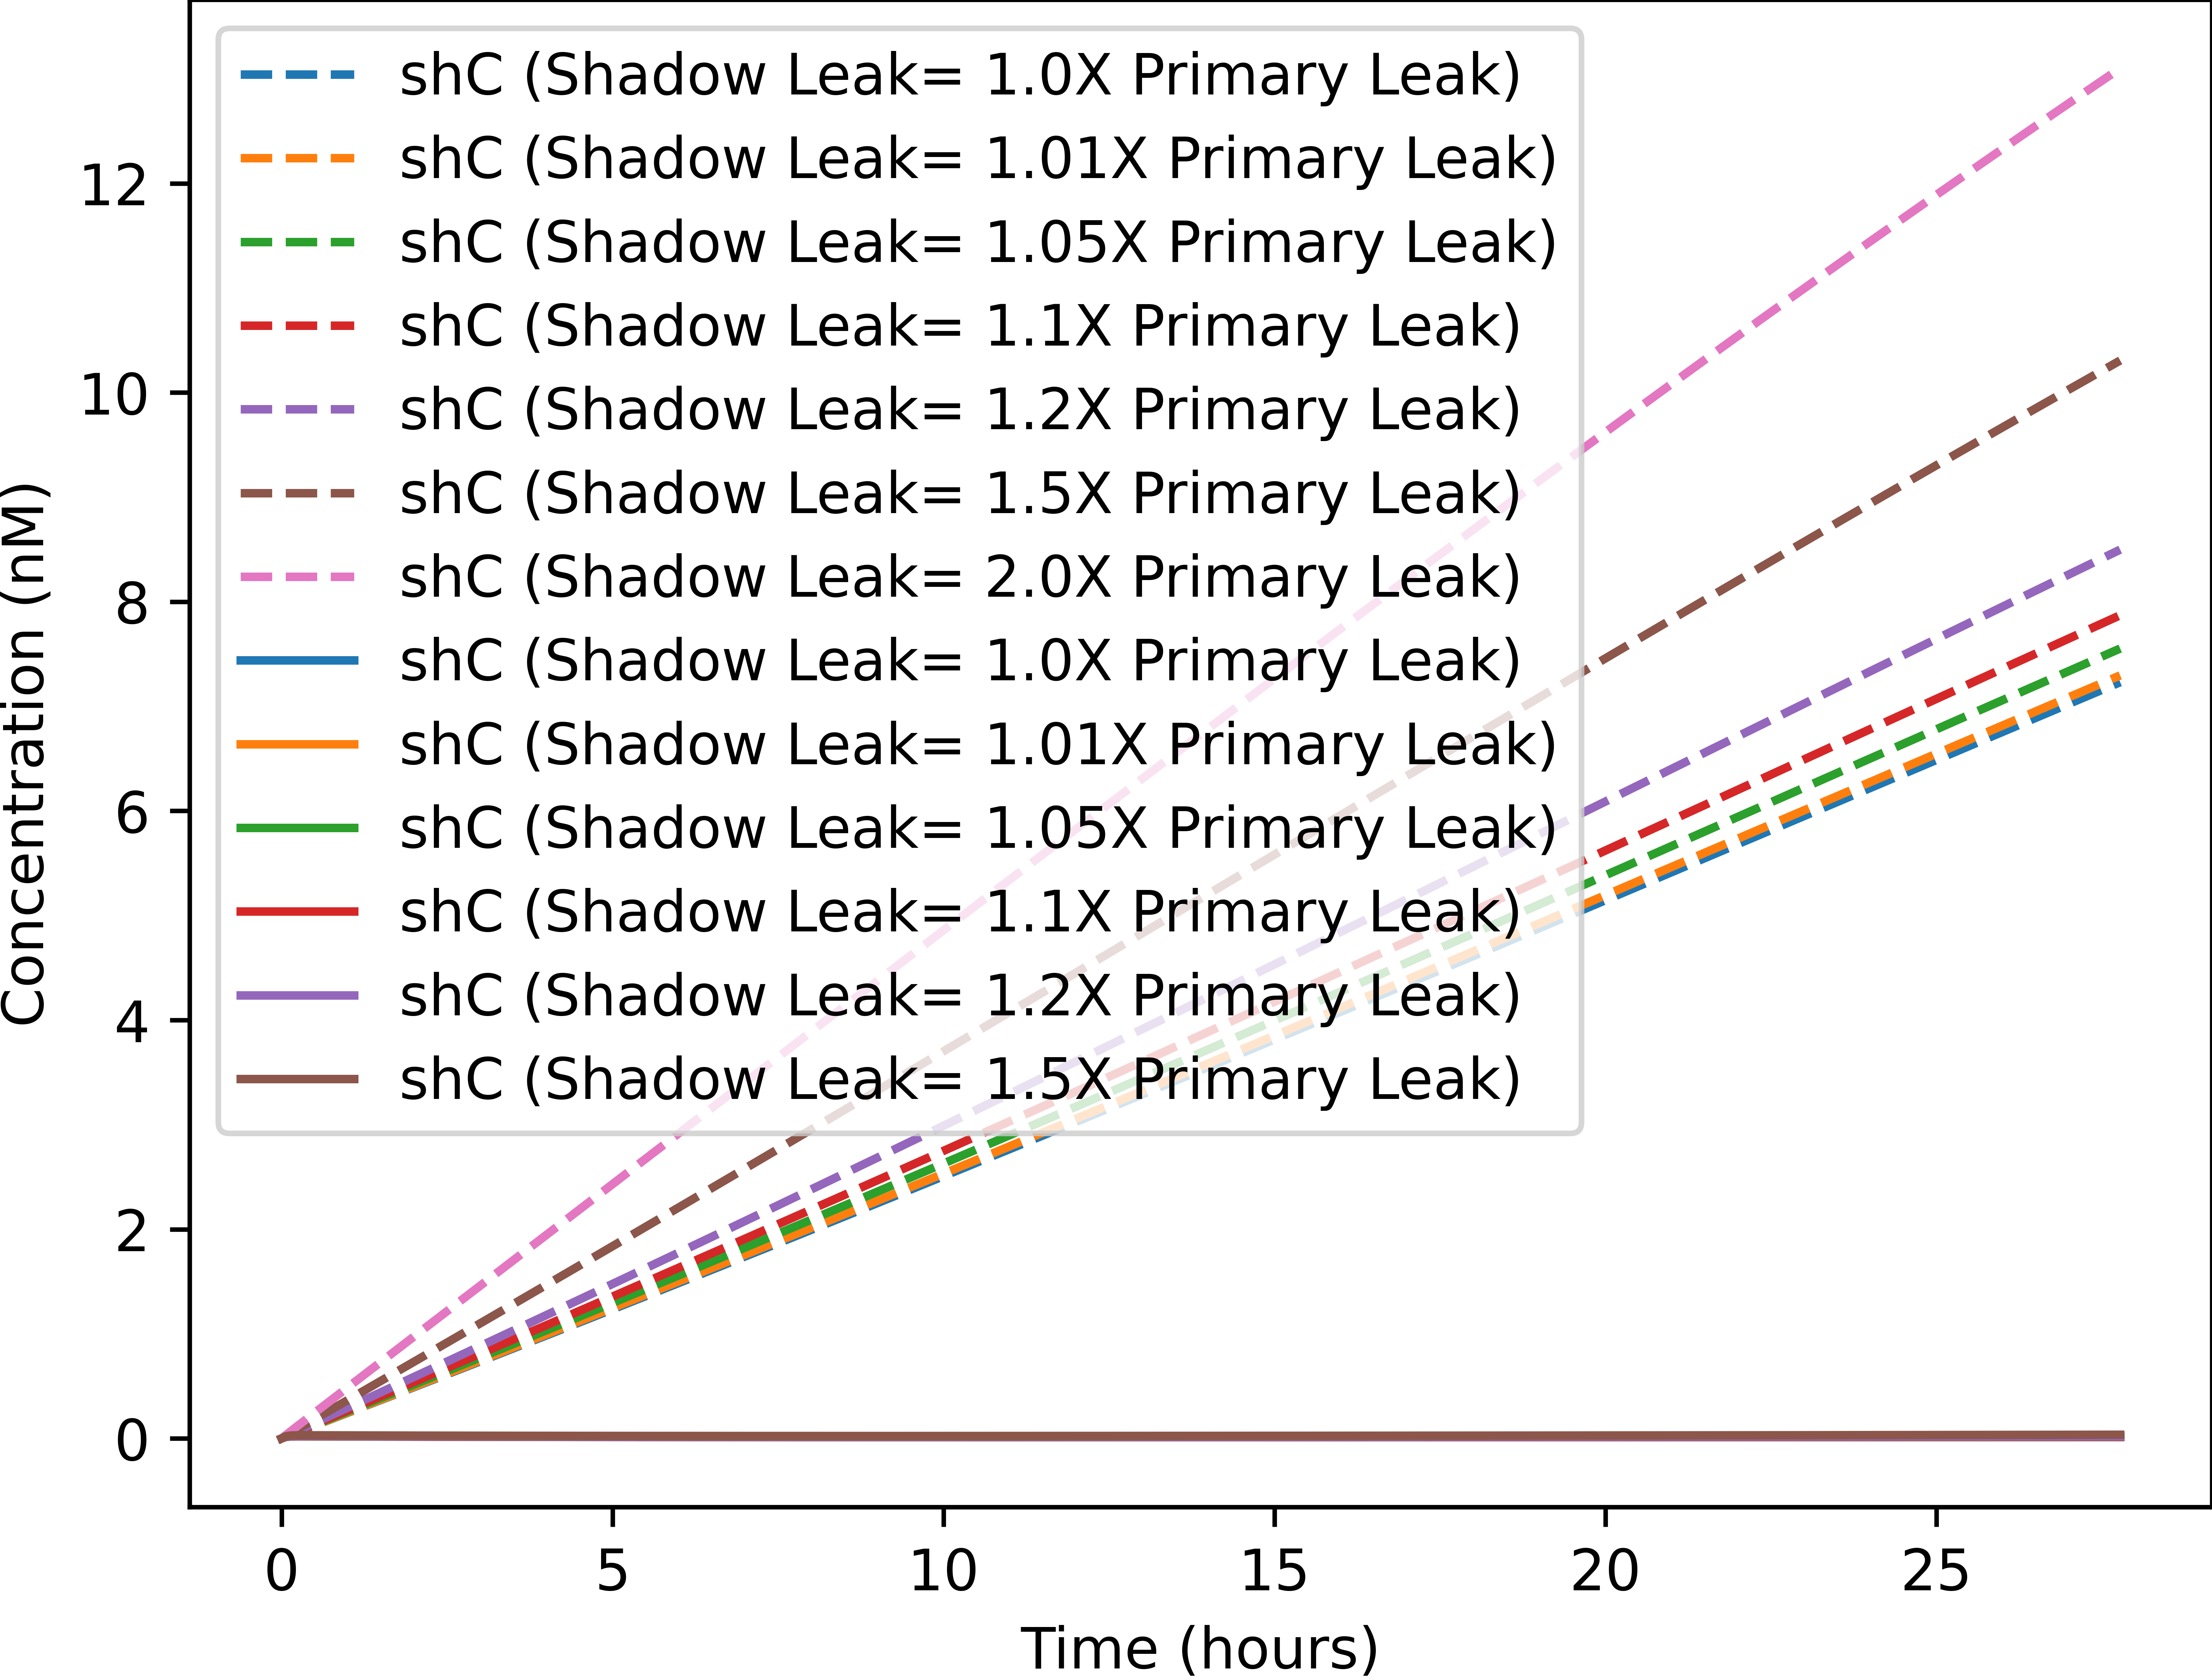 shC (Shadow Leak= 1.0X Primary Leak)
shC (Shadow Leak= 1.01X Primary Leak)
shC (Shadow Leak= 1.05X Primary Leak)
shC (Shadow Leak= 1.1X Primary Leak)
shC (Shadow Leak= 1.2X Primary Leak)
shC (Shadow Leak= 1.5X Primary Leak)
shC (Shadow Leak= 2.0X Primary Leak)
shC (Shadow Leak= 1.0X Primary Leak)
shC (Shadow Leak= 1.01X Primary Leak)
shC (Shadow Leak= 1.05X Primary Leak)
shC (Shadow Leak= 1.1X Primary Leak)
shC (Shadow Leak= 1.2X Primary Leak)
shC (Shadow Leak= 1.5X Primary Leak)
Concentration (nM)
12
10
8
6
4
2
0
0 5 10 15 20 25
Time (hours)